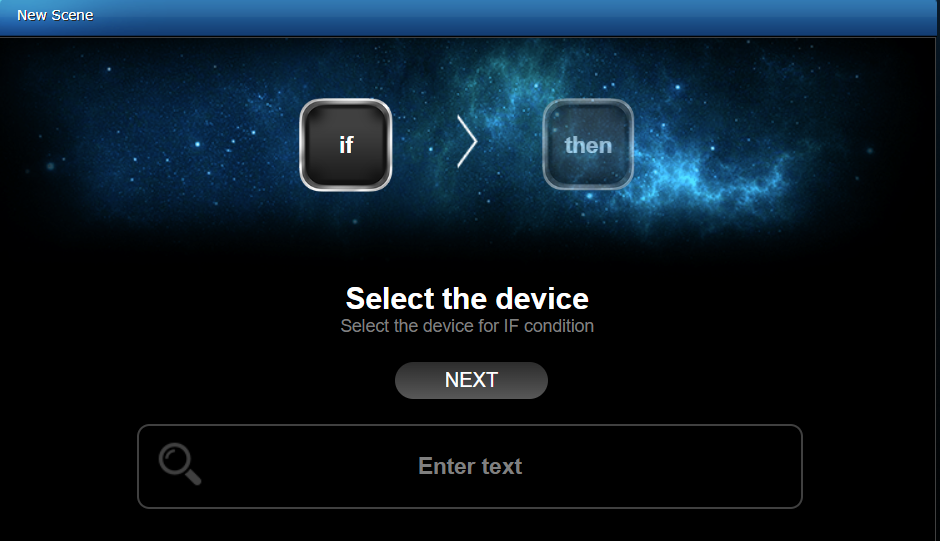 New Scene
if
then
Select the device
Select the device for IF condition
NEXT
Enter text